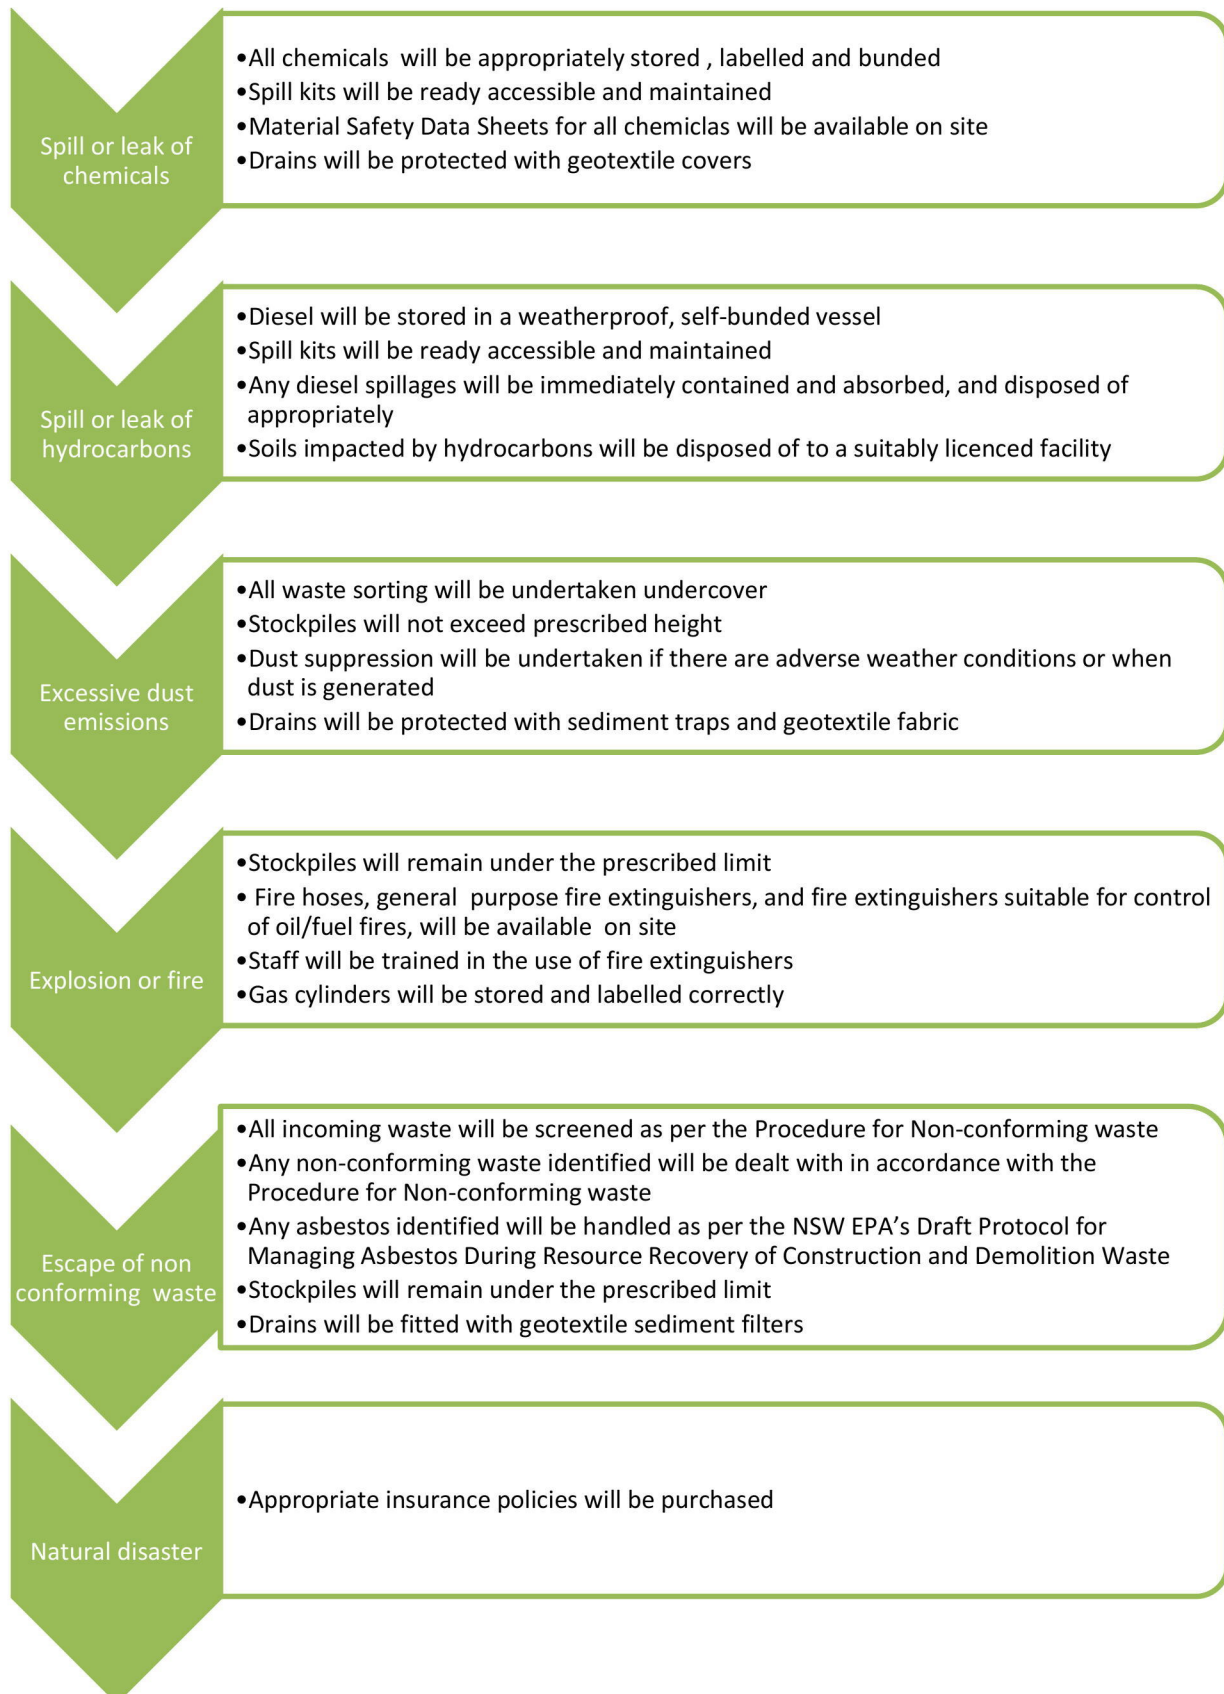 Spill or leak of
chemicals
•All chemicals  will be appropriately stored , labelled and bunded
•Spill kits will be ready accessible and maintained
•Material Safety Data Sheets for all chemiclas will be available on site
•Drains will be protected with geotextile covers
Spill or leak of
hydrocarbons
•Diesel will be stored in a weatherproof, self-bunded vessel
•Spill kits will be ready accessible and maintained
•Any diesel spillages will be immediately contained and absorbed, and disposed of
appropriately
•Soils impacted by hydrocarbons will be disposed of to a suitably licenced facility
Excessive dust
emissions
•All waste sorting will be undertaken undercover
•Stockpiles will not exceed prescribed height
•Dust suppression will be undertaken if there are adverse weather conditions or when
dust is generated
•Drains will be protected with sediment traps and geotextile fabric
Explosion or fire
•Stockpiles will remain under the prescribed limit
• Fire hoses, general  purpose fire extinguishers, and fire extinguishers suitable for control
of oil/fuel fires, will be available  on site
•Staff will be trained in the use of fire extinguishers
•Gas cylinders will be stored and labelled correctly
Escape of non
conforming  waste
•All incoming waste will be screened as per the Procedure for Non-conforming waste
•Any non-conforming waste identified will be dealt with in accordance with the
Procedure for Non-conforming waste
•Any asbestos identified will be handled as per the NSW EPA’s Draft Protocol for
Managing Asbestos During Resource Recovery of Construction and Demolition Waste
•Stockpiles will remain under the prescribed limit
•Drains will be fitted with geotextile sediment filters
Natural disaster
•Appropriate insurance policies will be purchased